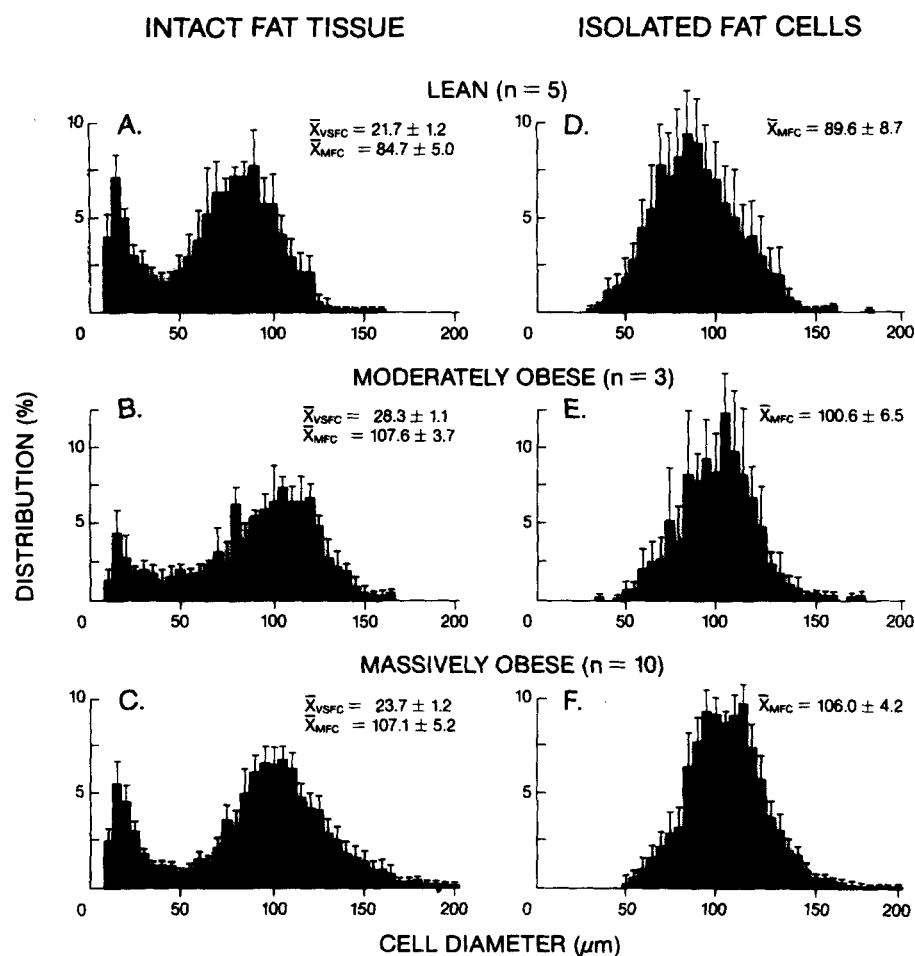 INTACT FAT TISSUE
ISOLATED FAT CELLS
LEAN (n = 5)
A.
X̅VSFC = 21.7 ± 1.2
X̅MFC = 84.7 ± 5.0
10
5
0
50
100
150
200
D.
X̅MFC = 89.6 ± 8.7
10
5
0
50
100
150
200
MODERATELY OBESE (n = 3)
B.
X̅VSFC = 28.3 ± 1.1
X̅MFC = 107.6 ± 3.7
10
5
0
50
100
150
200
E.
X̅MFC = 100.6 ± 6.5
10
5
0
50
100
150
200
MASSIVELY OBESE (n = 10)
C.
X̅VSFC = 23.7 ± 1.2
X̅MFC = 107.1 ± 5.2
10
5
0
50
100
150
200
F.
X̅MFC = 106.0 ± 4.2
10
5
0
50
100
150
200
DISTRIBUTION (%)
CELL DIAMETER (μm)